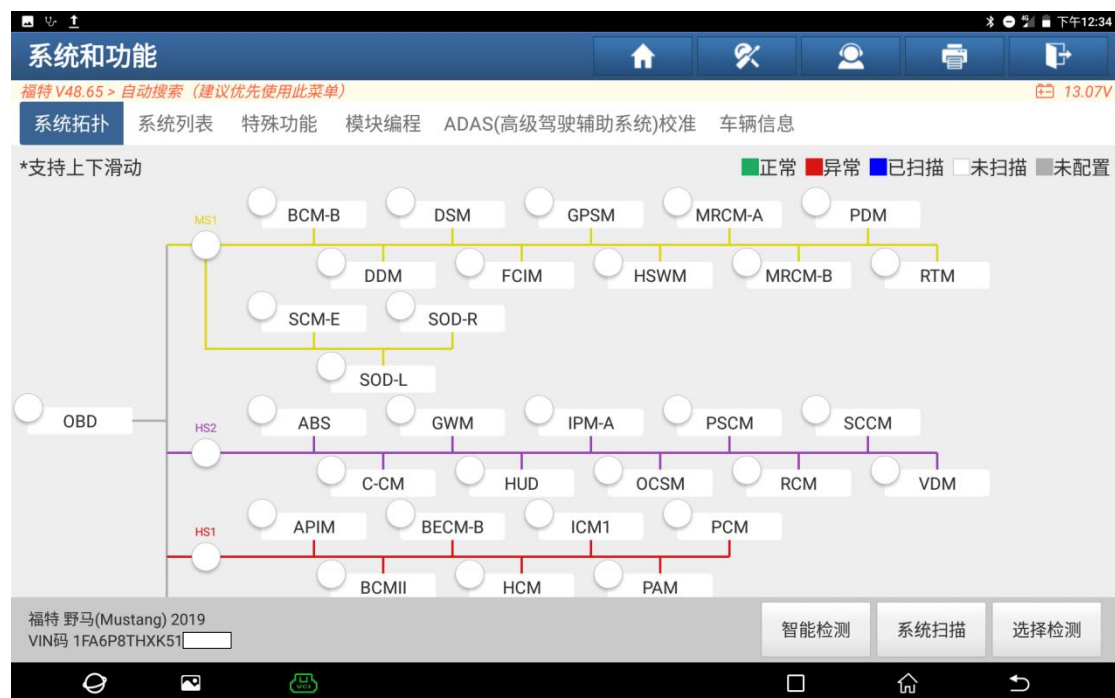 下午12:34
系统和功能
福特 V48.65 > 自动搜索（建议优先使用此菜单） 13.07V
系统拓扑 系统列表 特殊功能 模块编程 ADAS(高级驾驶辅助系统)校准 车辆信息
*支持上下滑动 正常 异常 已扫描 未扫描 未配置
BCM-B DSM GPSM MRCM-A PDM
MS1
DDM FCIM HSWM MRCM-B RTM
SCM-E SOD-R
SOD-L
OBD
ABS GWM IPM-A PSCM SCCM
HS2
C-CM HUD OCSM RCM VDM
APIM BECM-B ICM1 PCM
HS1
BCMII HCM PAM
福特 野马(Mustang) 2019
VIN码 1FA6P8THXK51
智能检测 系统扫描 选择检测
VCI